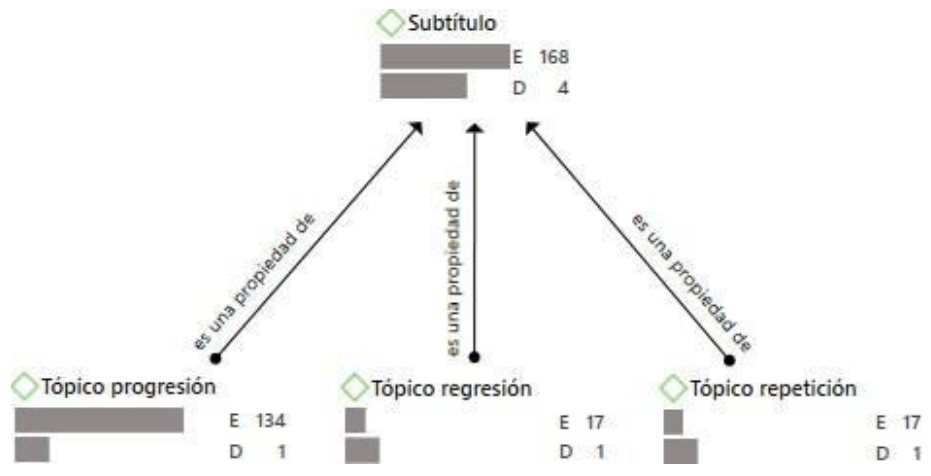 Subtítulo
E 168
D 4
es una propiedad de
es una propiedad de
es una propiedad de
Tópico progresión
E 134
D 1
Tópico regresión
E 17
D 1
Tópico repetición
E 17
D 1